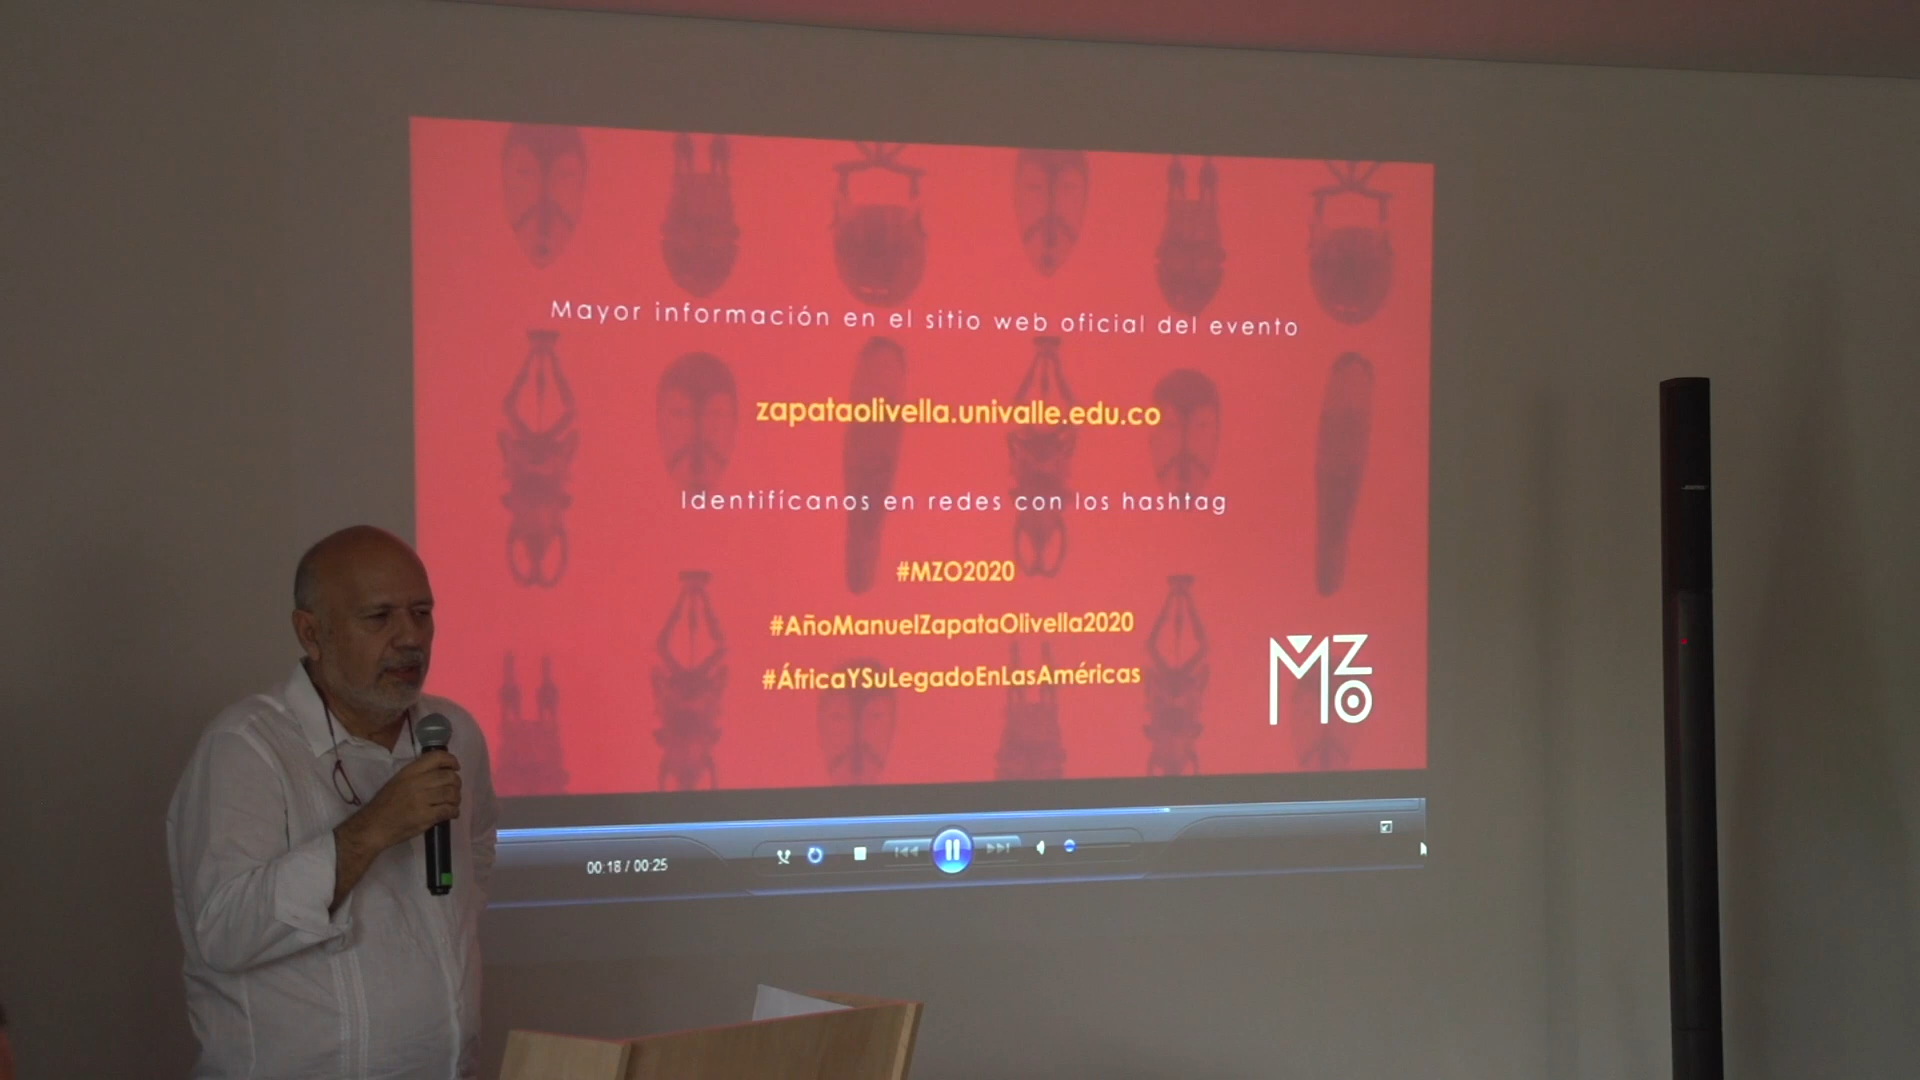 Mayor información en el sitio web oficial del evento
zapataolivella.univalle.edu.co
Identifícanos en redes con los hashtag
#MZO2020
#AñoManuelZapataOlivella2020
#ÁfricaYSuLegadoEnLasAméricas
MZO
00:18 / 00:25
BOSE